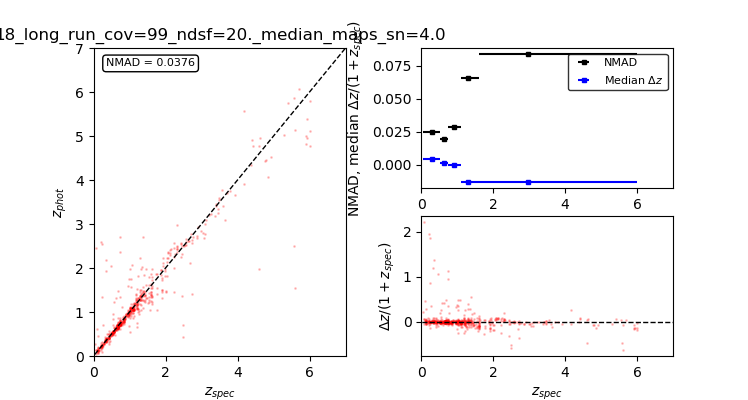 18_long_run_cov=99_ndsf=20._median_maps_sn=4.0
NMAD = 0.0376
z_phot
7
6
5
4
3
2
1
0
0 2 4 6
z_spec
NMAD, median Δz/(1 + z_spec)
0.075
0.050
0.025
0.000
NMAD
Median Δz
0 2 4 6
Δz/(1 + z_spec)
2
1
0
0 2 4 6
z_spec